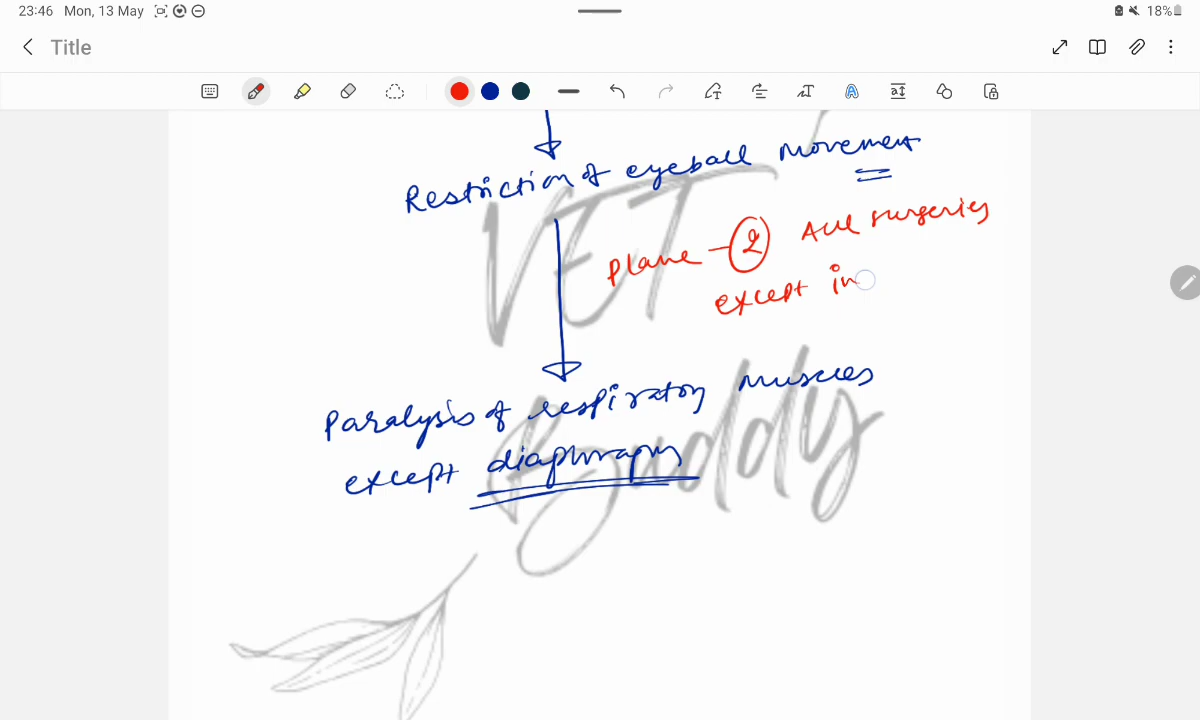 23:46 Mon, 13 May 18%
Title
Restriction of eyeball movement
plane - 2 All surgeries
except in
Paralysis of respiratory muscles
except diaphragm
VET
Buddy